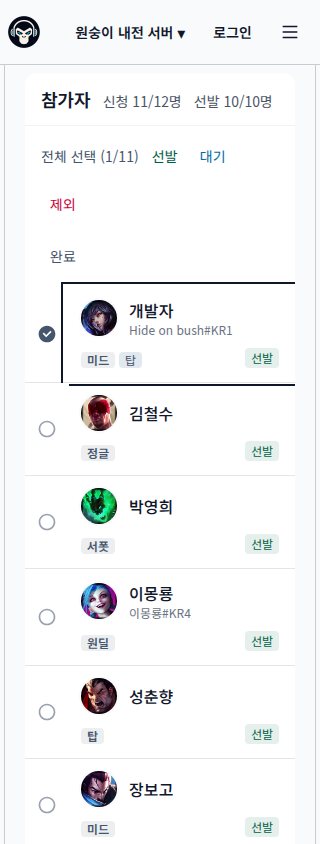 원숭이 내전 서버 ▼ 로그인
참가자 신청 11/12명 선발 10/10명
전체 선택 (1/11) 선발 대기
제외
완료
개발자
Hide on bush#KR1
미드 탑 선발
김철수
정글 선발
박영희
서폿 선발
이몽룡
이몽룡#KR4
원딜 선발
성춘향
탑 선발
장보고
미드 선발